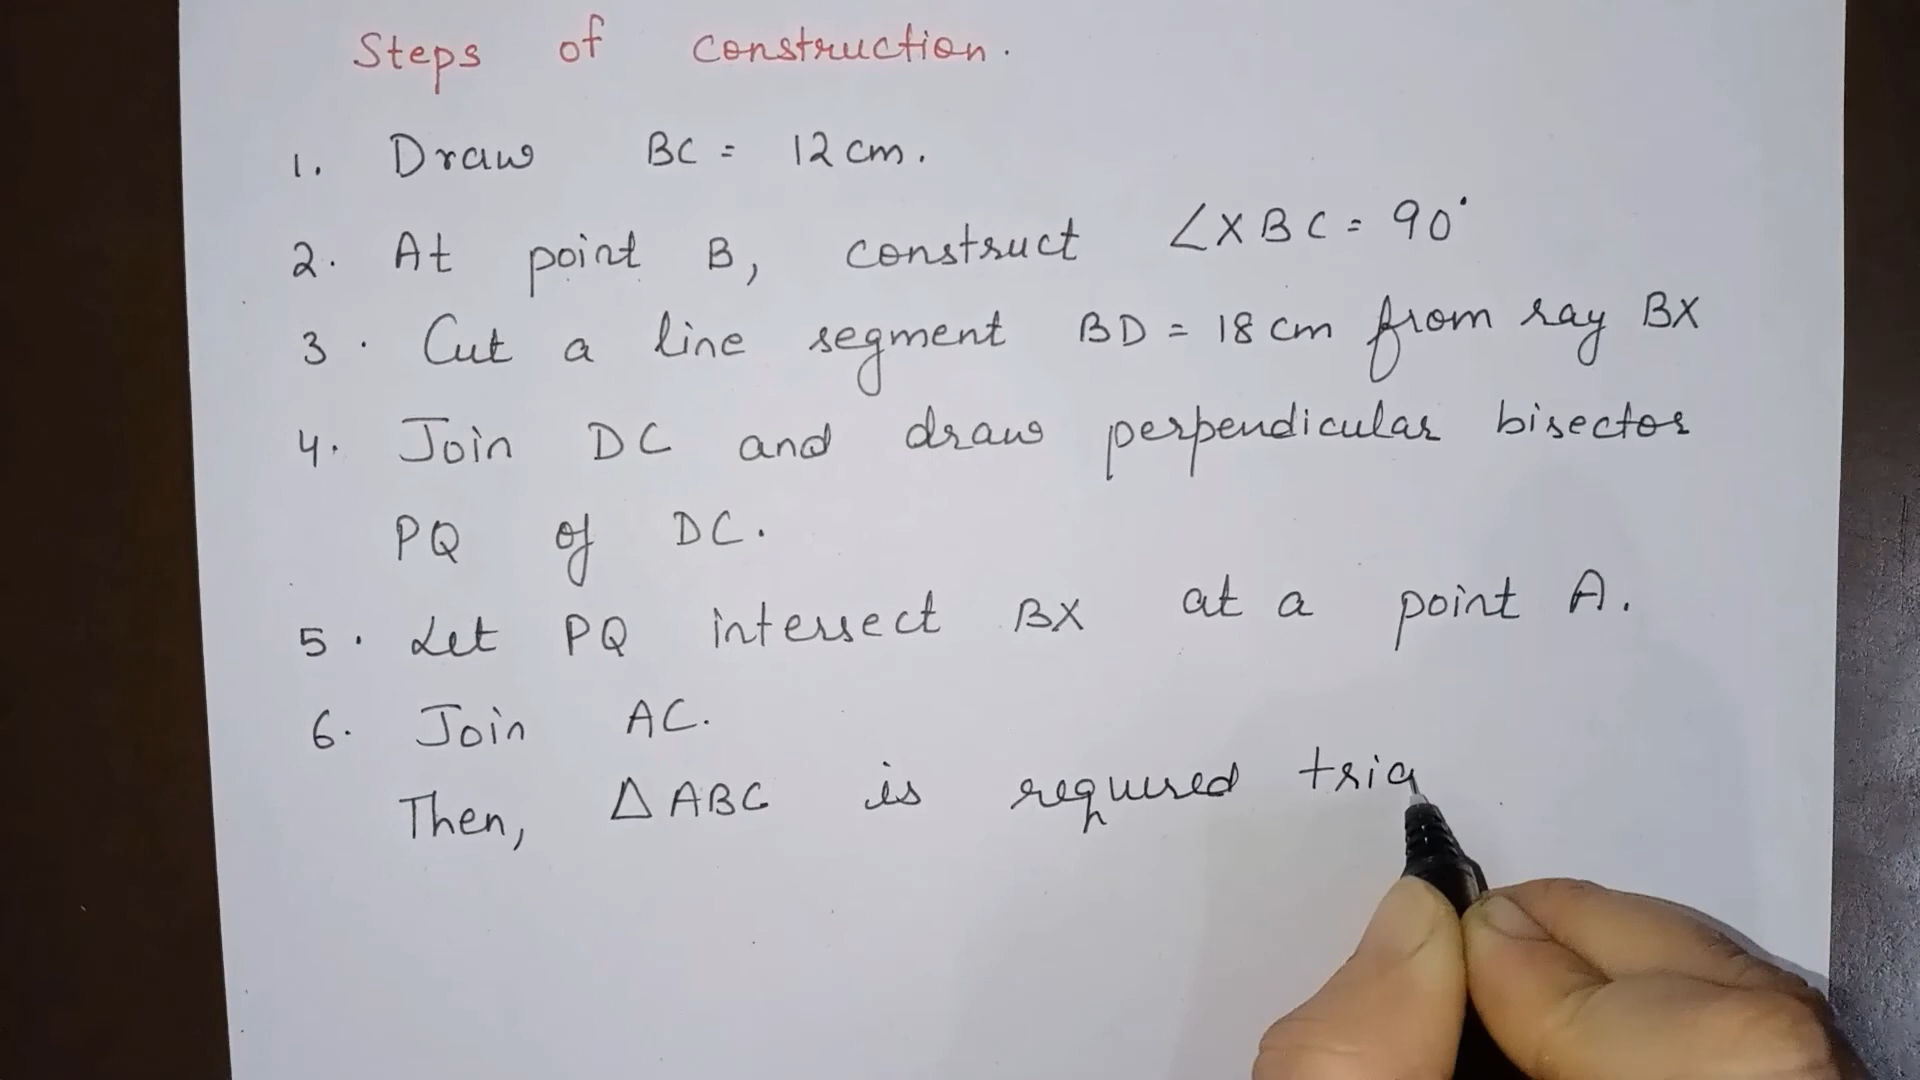 Steps of construction.
1. Draw BC = 12 cm.
2. At point B, construct ∠XBC = 90°
3. Cut a line segment BD = 18 cm from ray BX
4. Join DC and draw perpendicular bisector
PQ of DC.
5. Let PQ intersect BX at a point A.
6. Join AC.
Then, △ABC is required tria